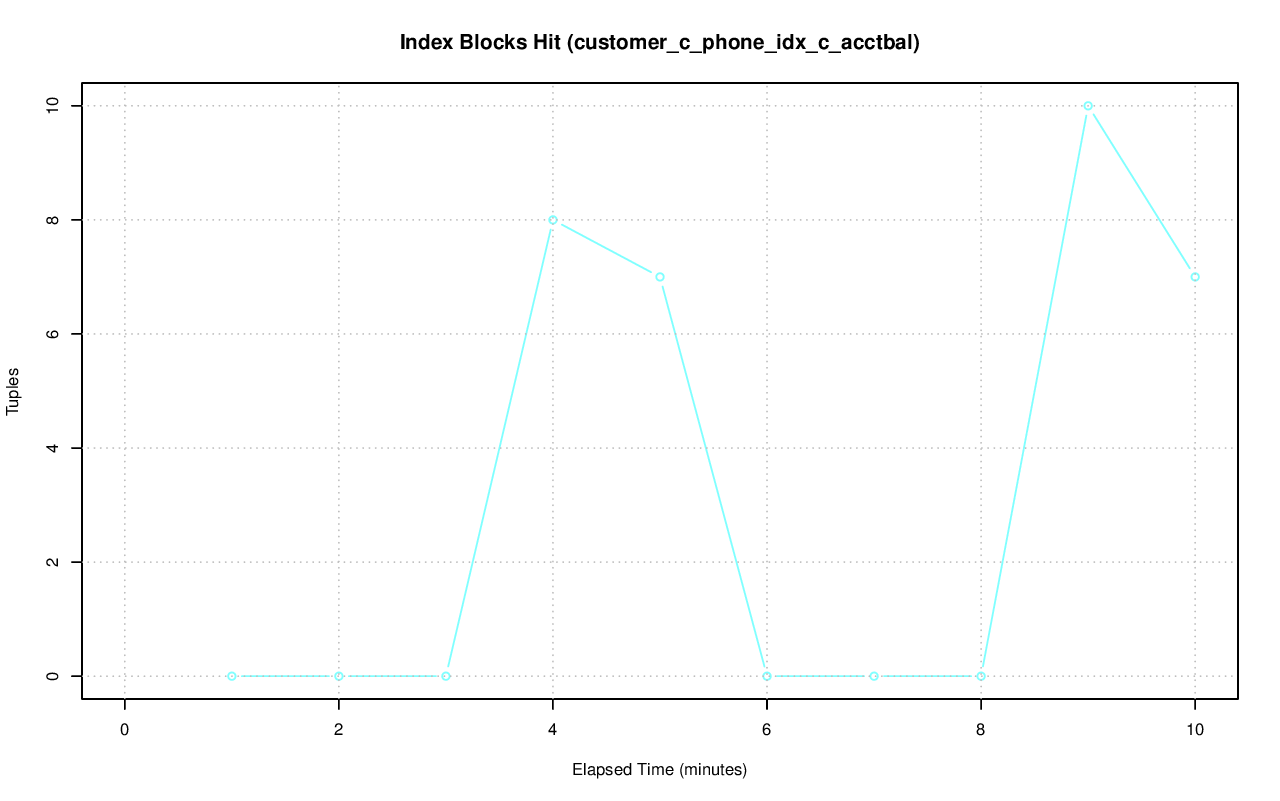 Index Blocks Hit (customer_c_phone_idx_c_acctbal)
Tuples
10
8
6
4
2
0
0 2 4 6 8 10
Elapsed Time (minutes)